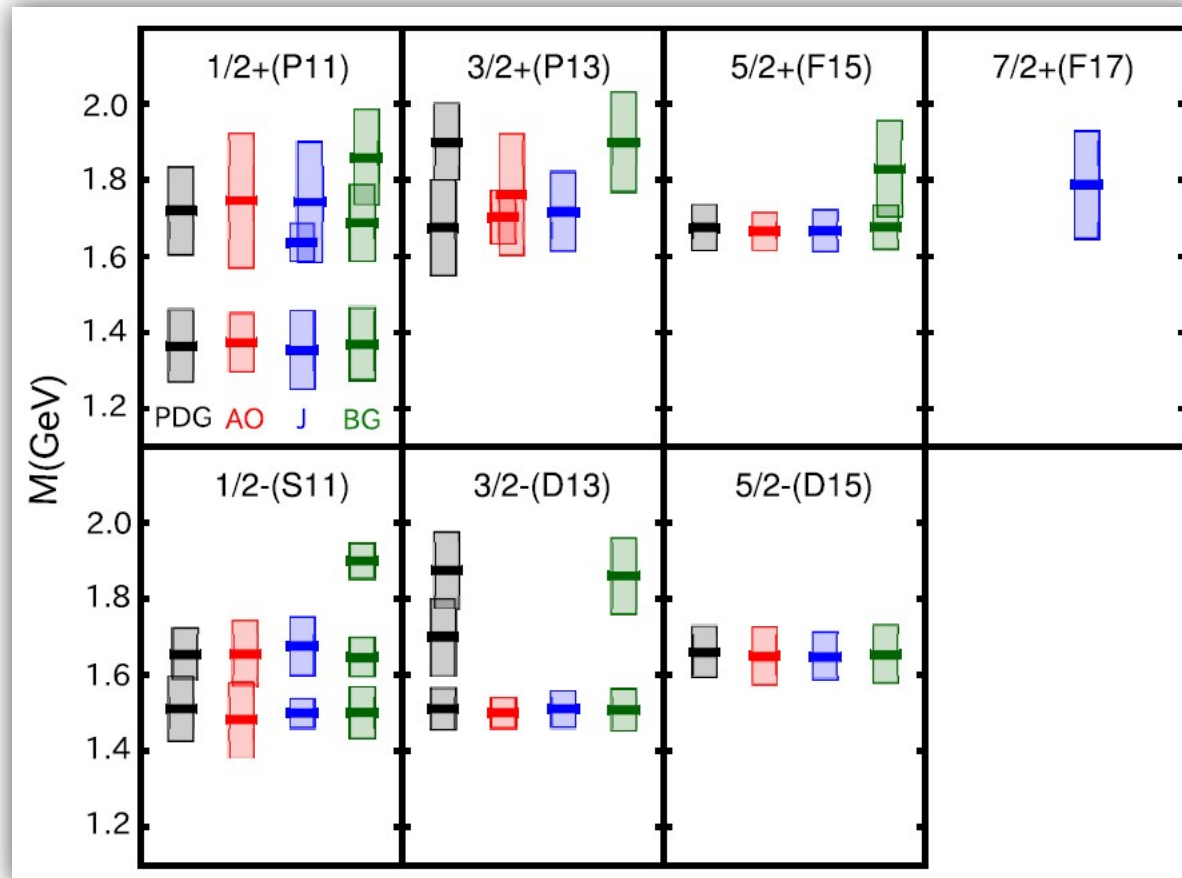 1/2+(P11)
3/2+(P13)
5/2+(F15)
7/2+(F17)
2.0
1.8
1.6
1.4
1.2
PDG AO J BG
M(GeV)
1/2-(S11)
3/2-(D13)
5/2-(D15)
2.0
1.8
1.6
1.4
1.2